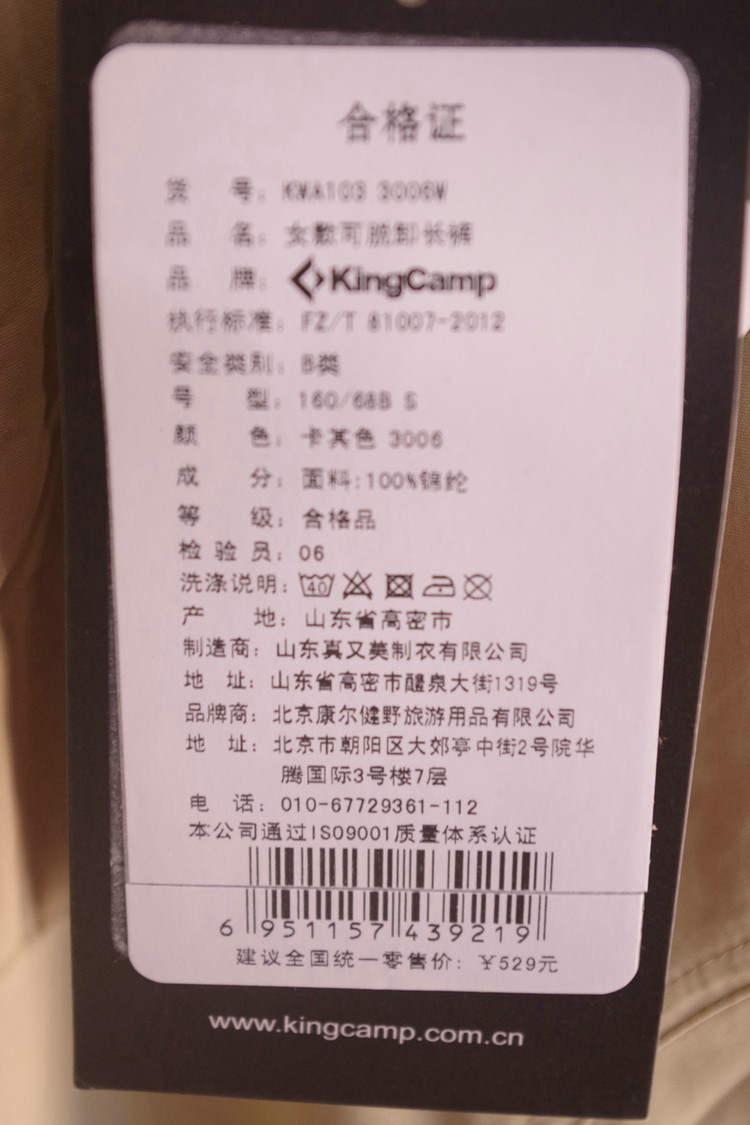 合格证
货 号: KWA103 3006W
品 名: 女款可脱卸长裤
品 牌: KingCamp
执行标准: FZ/T 81007-2012
安全类别: B类
号 型: 160/68B S
颜 色: 卡其色 3006
成 分: 面料:100%锦纶
等 级: 合格品
检 验 员: 06
洗涤说明: 40
产 地: 山东省高密市
制造商: 山东真又美制衣有限公司
地 址: 山东省高密市醴泉大街1319号
品牌商: 北京康尔健野旅游用品有限公司
地 址: 北京市朝阳区大郊亭中街2号院华
腾国际3号楼7层
电 话: 010-67729361-112
本公司通过ISO9001质量体系认证
6 951157 439219
建议全国统一零售价: ¥529元
www.kingcamp.com.cn